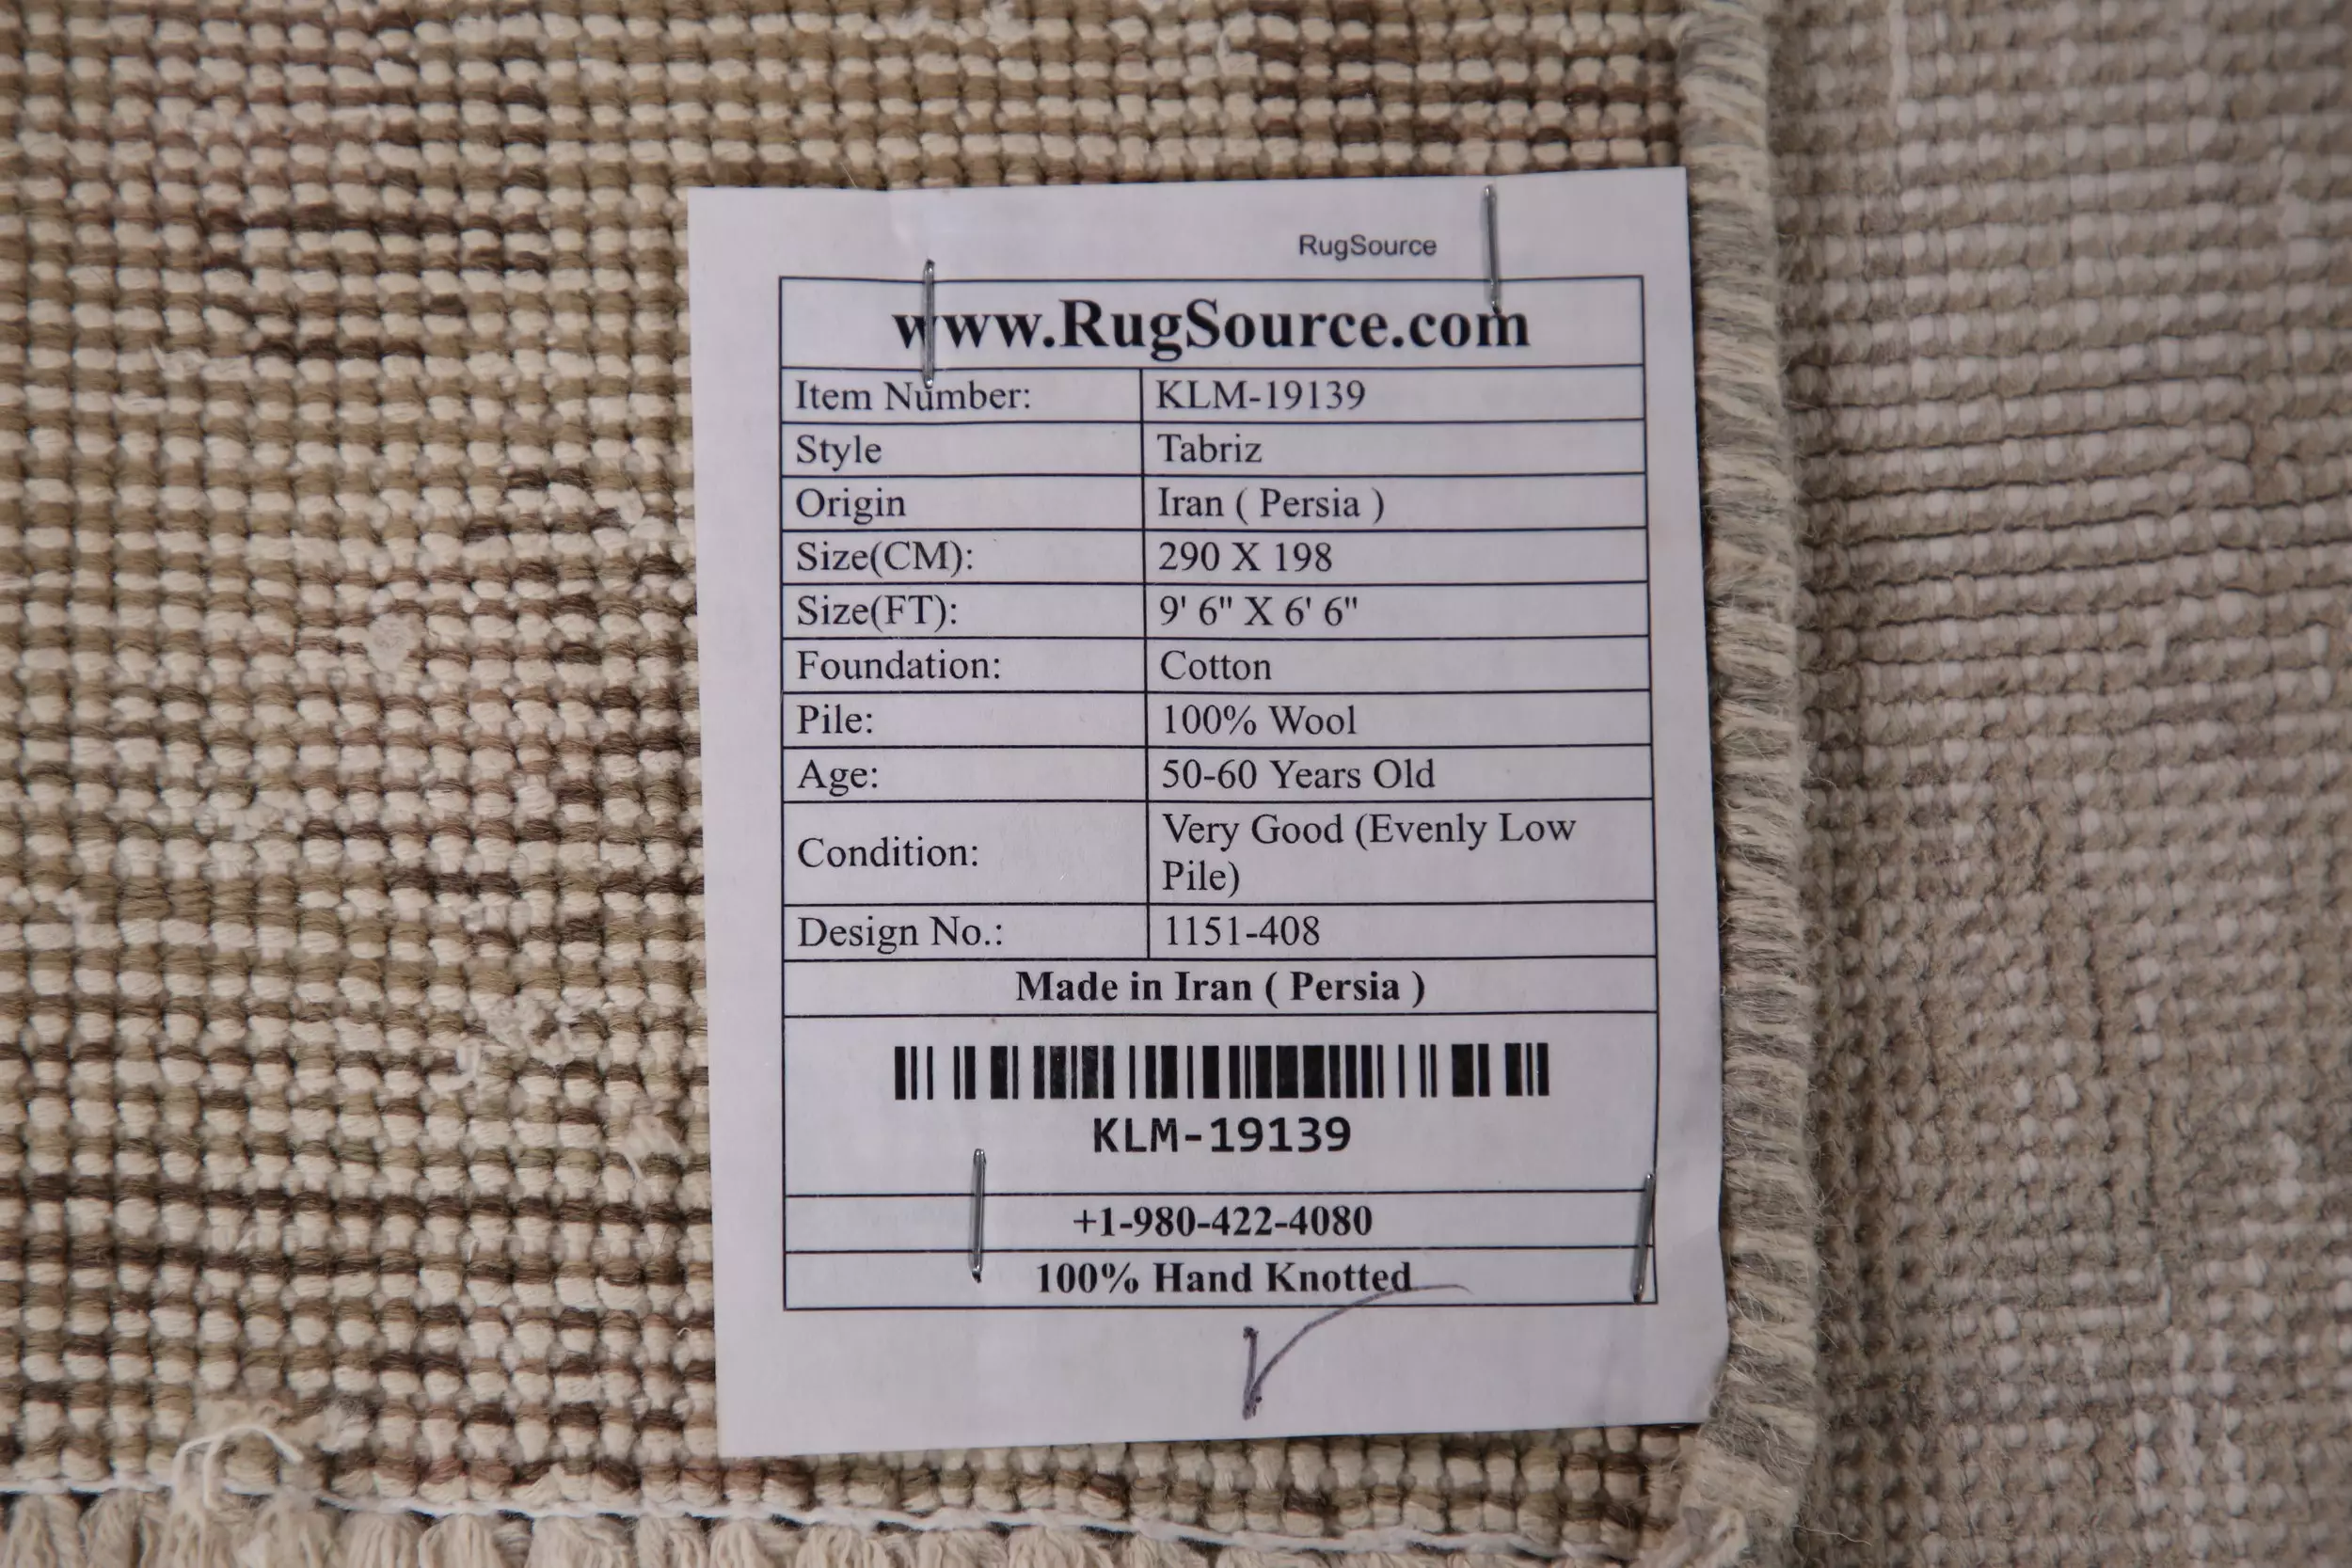 RugSource
www.RugSource.com
Item Number: KLM-19139
Style Tabriz
Origin Iran ( Persia )
Size(CM): 290 X 198
Size(FT): 9' 6" X 6' 6"
Foundation: Cotton
Pile: 100% Wool
Age: 50-60 Years Old
Condition: Very Good (Evenly Low
Pile)
Design No.: 1151-408
Made in Iran ( Persia )
KLM-19139
+1-980-422-4080
100% Hand Knotted